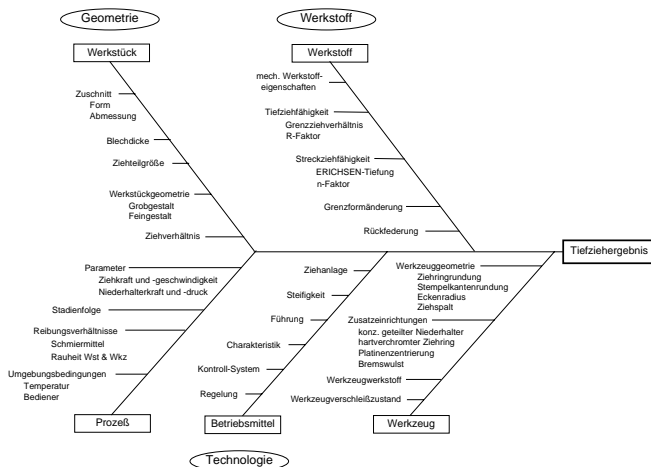 Geometrie
Werkstoff
Werkstück
Werkstoff
Zuschnitt
Form
Abmessung
Blechdicke
Ziehteilgröße
Werkstückgeometrie
Grobgestalt
Feingestalt
Ziehverhältnis
mech. Werkstoff-
eigenschaften
Tiefziehfähigkeit
Grenzziehverhältnis
R-Faktor
Streckziehfähigkeit
ERICHSEN-Tiefung
n-Faktor
Grenzformänderung
Rückfederung
Tiefziehergebnis
Parameter
Ziehkraft und -geschwindigkeit
Niederhalterkraft und -druck
Stadienfolge
Reibungsverhältnisse
Schmiermittel
Rauheit Wst & Wkz
Umgebungsbedingungen
Temperatur
Bediener
Ziehanlage
Steifigkeit
Führung
Charakteristik
Kontroll-System
Regelung
Werkzeuggeometrie
Ziehringrundung
Stempelkantenrundung
Eckenradius
Ziehspalt
Zusatzeinrichtungen
konz. geteilter Niederhalter
hartverchromter Ziehring
Platinenzentrierung
Bremswulst
Werkzeugwerkstoff
Werkzeugverschleißzustand
Prozeß
Betriebsmittel
Werkzeug
Technologie